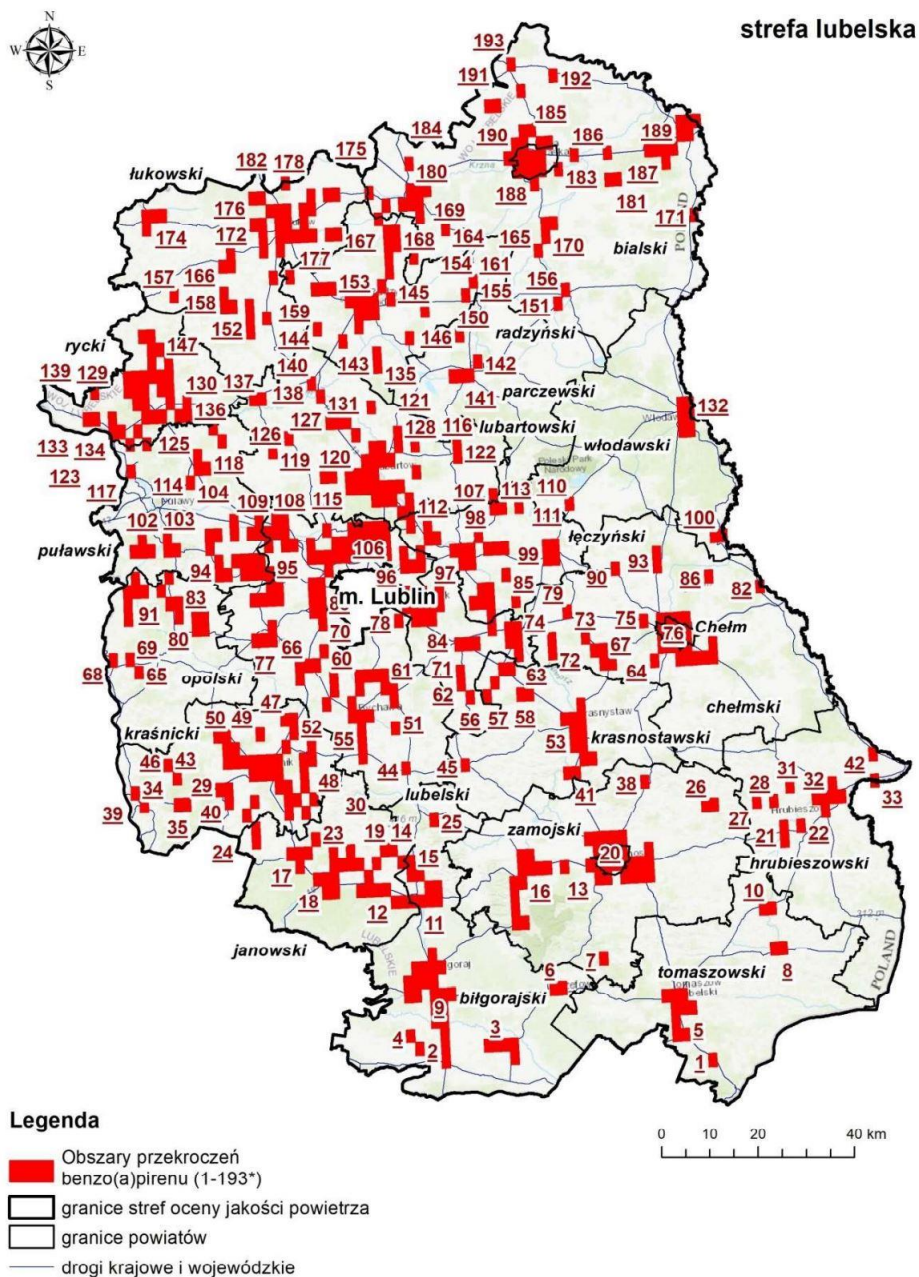 N
W E
S
strefa lubelska
193
191 192
185
184
190 186 189
175
182 178 180
łukowski
188 183 187
181
176 169 171
174 172 167 168 164 165 170 bialski
POLAND
177 154 161
157 166 153 145 155 156
158 151
159 150
152 144 146 radzyński
rycki
147 143 135 142
139 129 140
130 137 138 141 parczewski
136 131 121 lubartowski
132
127 116 włodawski
133 134 125 126 128
123 118 119 120 122
117 114 104 115 107 113 110
109 108 112 98 111
102 103 100
puławski
łęczyński
95 106 99 93
94 96 97 90 86 82
m. Lublin
85 79
91 83 78 74 73 75 Chełm
80 70 84 76
66 67
69 77 60 72 64
68 65 61 71 63
opolski
62
47 56 57 58 chełmski
50 49 52 51
kraśnicki
55 53 krasnostawski
46 43 42
34 29 48 44 45 31 32
39 40 lubelski
41 38 26 28 33
35 30 27
25
23 19 14 zamojski
21 22
24 15 20
hrubieszowski
17 16 13 10
18 12 11
312 m
janowski
7 tomaszowski
6 8
POLAND
biłgorajski
9 3
4 2 5
1
Legenda
Obszary przekroczeń
benzo(a)pirenu (1-193*)
granice stref oceny jakości powietrza
granice powiatów
drogi krajowe i wojewódzkie
0 10 20 40 km